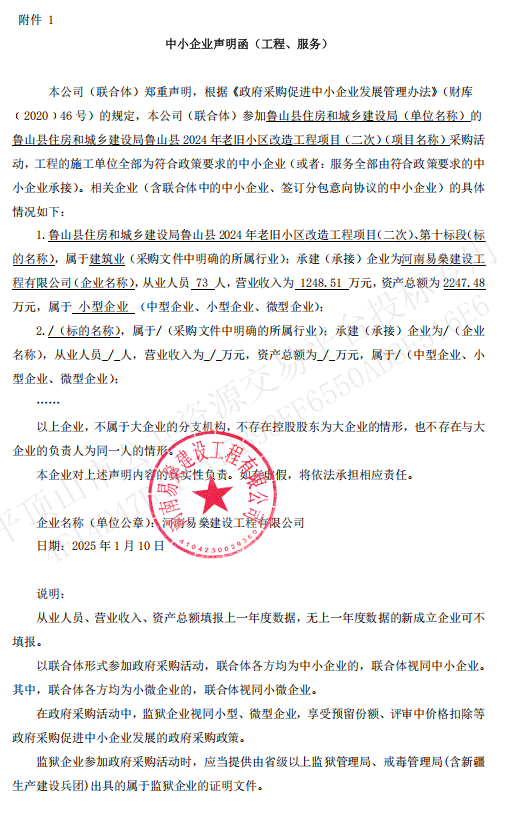 附件 1
中小企业声明函（工程、服务）
本公司（联合体）郑重声明，根据《政府采购促进中小企业发展管理办法》（财库
﹝2020﹞46 号）的规定，本公司（联合体）参加鲁山县住房和城乡建设局（单位名称）的
鲁山县住房和城乡建设局鲁山县 2024 年老旧小区改造工程项目（二次）（项目名称）采购活
动，工程的施工单位全部为符合政策要求的中小企业（或者：服务全部由符合政策要求的中
小企业承接）。相关企业（含联合体中的中小企业、签订分包意向协议的中小企业）的具体
情况如下：
1.鲁山县住房和城乡建设局鲁山县 2024 年老旧小区改造工程项目（二次）、第十标段（标
的名称），属于建筑业（采购文件中明确的所属行业）；承建（承接）企业为河南易燊建设工
程有限公司（企业名称），从业人员 73 人，营业收入为 1248.51 万元，资产总额为 2247.48
万元，属于 小型企业 （中型企业、小型企业、微型企业）；
2./（标的名称），属于/（采购文件中明确的所属行业）；承建（承接）企业为/（企业
名称），从业人员_/_人，营业收入为_/_万元，资产总额为_/_万元，属于/（中型企业、小
型企业、微型企业）；
……
以上企业，不属于大企业的分支机构，不存在控股股东为大企业的情形，也不存在与大
企业的负责人为同一人的情形。
本企业对上述声明内容的真实性负责。如有虚假，将依法承担相应责任。
企业名称（单位公章）：河南易燊建设工程有限公司
日期：2025 年 1 月 10 日
河南易燊建设工程有限公司
说明：
从业人员、营业收入、资产总额填报上一年度数据，无上一年度数据的新成立企业可不
填报。
以联合体形式参加政府采购活动，联合体各方均为中小企业的，联合体视同中小企业。
其中，联合体各方均为小微企业的，联合体视同小微企业。
在政府采购活动中，监狱企业视同小型、微型企业，享受预留份额、评审中价格扣除等
政府采购促进中小企业发展的政府采购政策。
监狱企业参加政府采购活动时，应当提供由省级以上监狱管理局、戒毒管理局(含新疆
生产建设兵团)出具的属于监狱企业的证明文件。